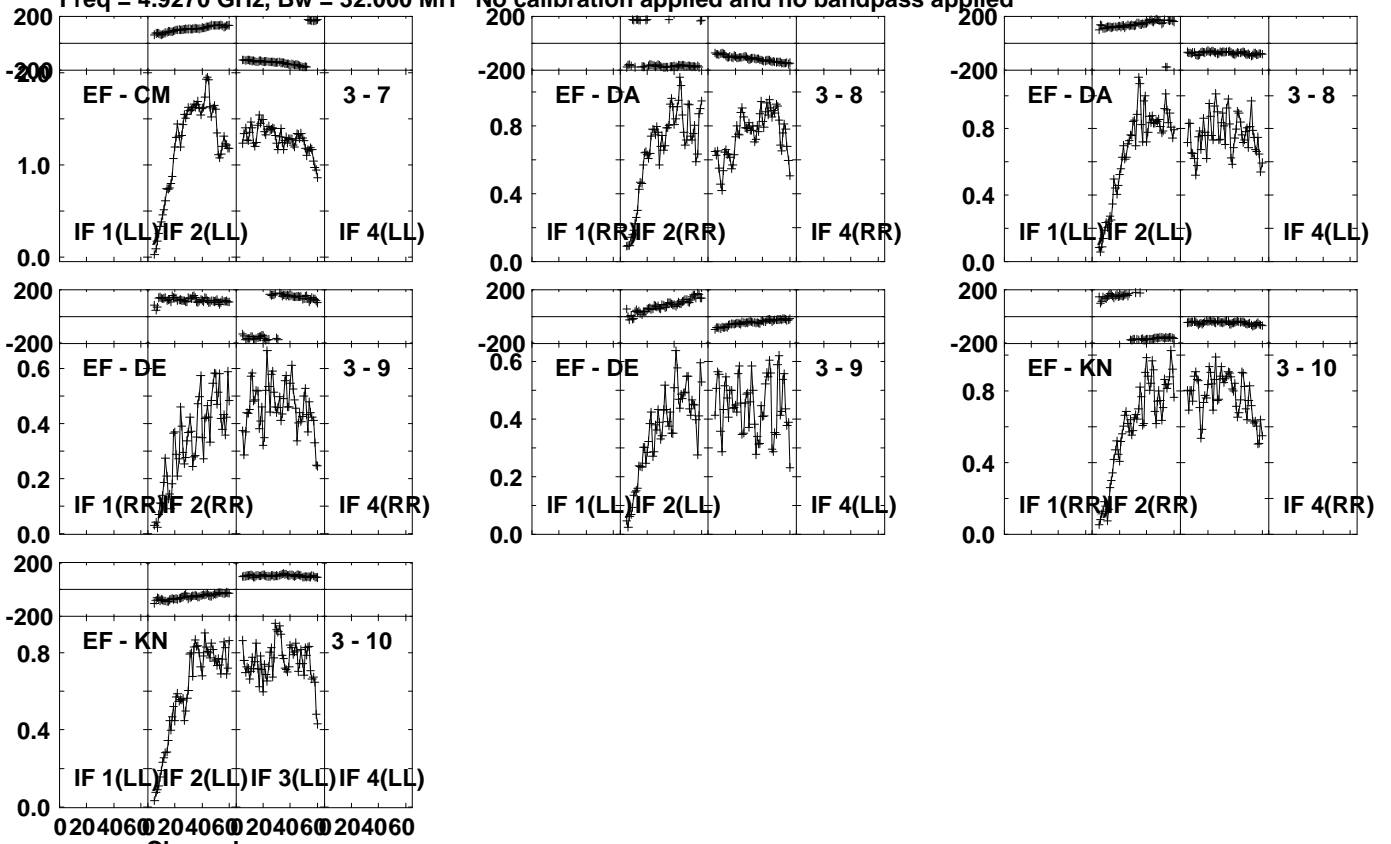 Freq = 4.9270 GHz, Bw = 32.000 MH No calibration applied and no bandpass applied
200 200 200
-200 -200 -200
2.0
EF - CM 3 - 7 EF - DA 3 - 8 EF - DA 3 - 8
0.8 0.8
1.0
0.4 0.4
IF 1(LL) IF 2(LL) IF 4(LL) IF 1(RR) IF 2(RR) IF 4(RR) IF 1(LL) IF 2(LL) IF 4(LL)
0.0 0.0 0.0
200 200 200
-200 -200 -200
EF - DE 3 - 9 EF - DE 3 - 9 EF - KN 3 - 10
0.6 0.6
0.8
0.4 0.4
0.4
0.2 0.2
IF 1(RR) IF 2(RR) IF 4(RR) IF 1(LL) IF 2(LL) IF 4(LL) IF 1(RR) IF 2(RR) IF 4(RR)
0.0 0.0 0.0
200
-200
EF - KN 3 - 10
0.8
0.4
IF 1(LL) IF 2(LL) IF 3(LL) IF 4(LL)
0.0
0 20 40 60 0 20 40 60 0 20 40 60 0 20 40 60